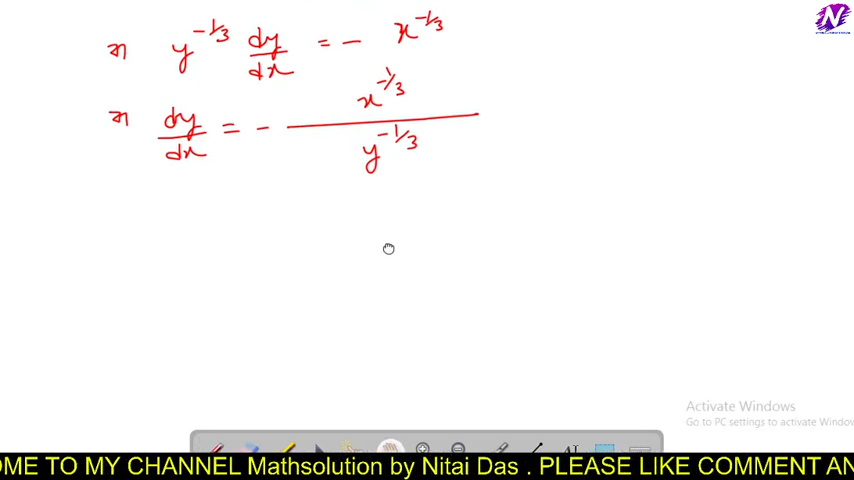 N
⇒ y^{-1/3} dy/dx = - x^{-1/3}
⇒ dy/dx = - x^{-1/3} / y^{-1/3}
Activate Windows
Go to PC settings to activate Window
OME TO MY CHANNEL Mathsolution by Nitai Das . PLEASE LIKE COMMENT AN